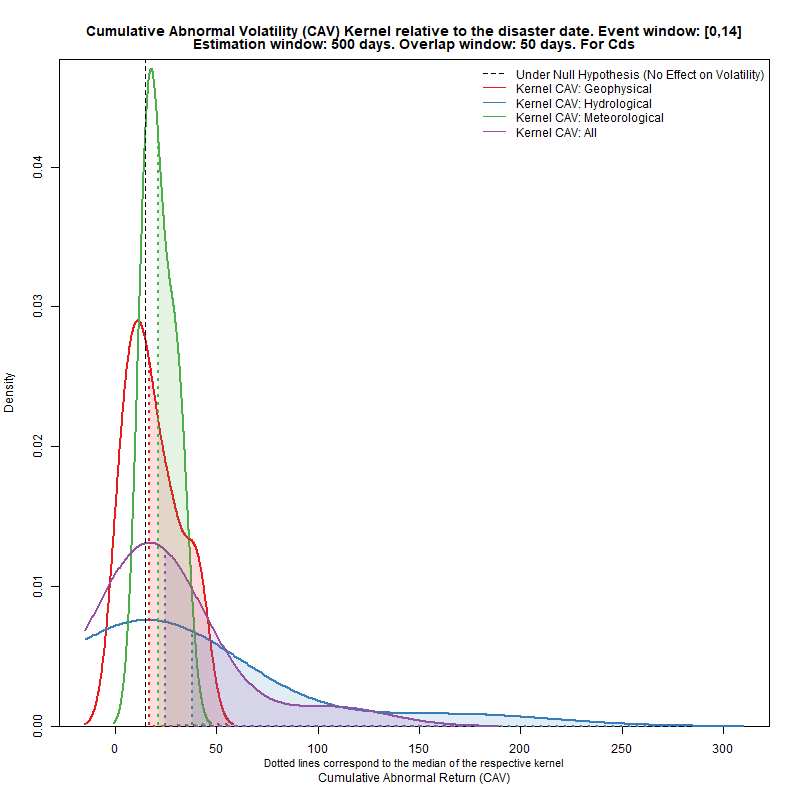 Cumulative Abnormal Volatility (CAV) Kernel relative to the disaster date. Event window: [0,14]
Estimation window: 500 days. Overlap window: 50 days. For Cds
Under Null Hypothesis (No Effect on Volatility)
Kernel CAV: Geophysical
Kernel CAV: Hydrological
Kernel CAV: Meteorological
Kernel CAV: All
Density
0.04
0.03
0.02
0.01
0.00
0 50 100 150 200 250 300
Dotted lines correspond to the median of the respective kernel
Cumulative Abnormal Return (CAV)